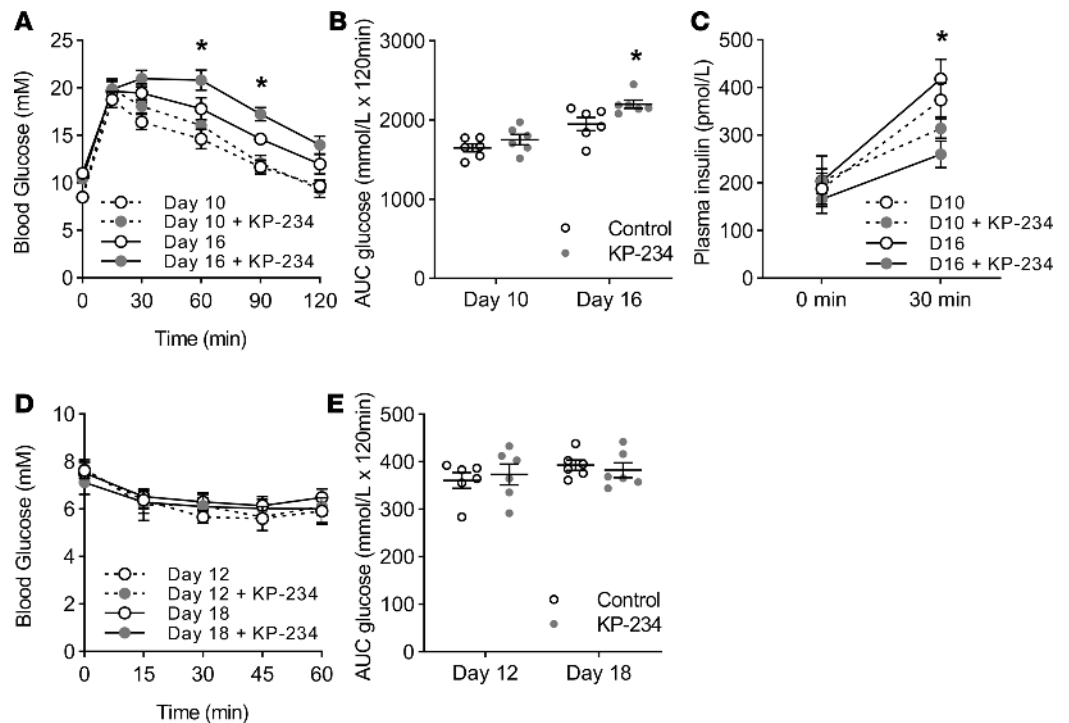 A
Blood Glucose (mM)
25
20
15
10
5
0
*
*
Day 10
Day 10 + KP-234
Day 16
Day 16 + KP-234
0 30 60 90 120
Time (min)
B
AUC glucose (mmol/L x 120min)
3000
2000
1000
0
*
Control
KP-234
Day 10 Day 16
C
Plasma insulin (pmol/L)
500
400
300
200
100
0
*
D10
D10 + KP-234
D16
D16 + KP-234
0 min 30 min
D
Blood Glucose (mM)
10
8
6
4
2
0
Day 12
Day 12 + KP-234
Day 18
Day 18 + KP-234
0 15 30 45 60
Time (min)
E
AUC glucose (mmol/L x 120min)
500
400
300
200
100
0
Control
KP-234
Day 12 Day 18